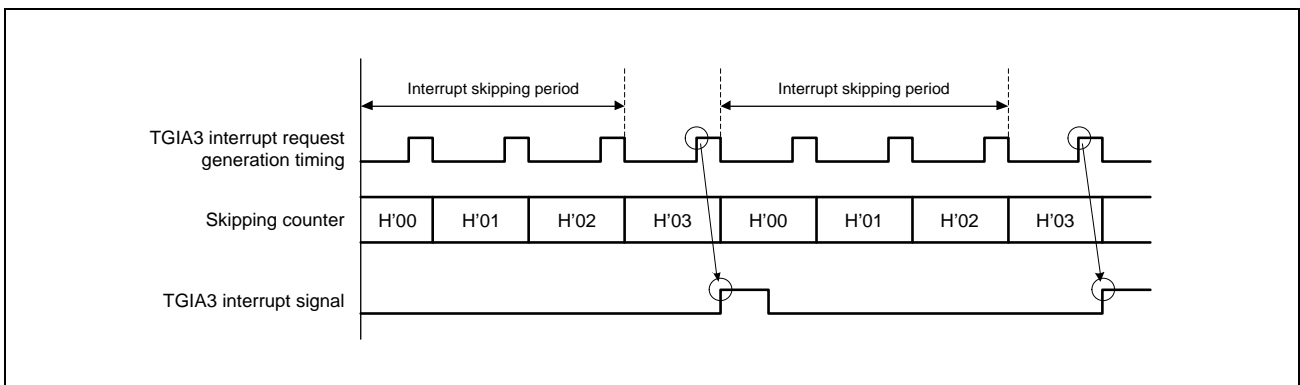 Interrupt skipping period
Interrupt skipping period
TGIA3 interrupt request
generation timing
Skipping counter
H’00
H’01
H’02
H’03
H’00
H’01
H’02
H’03
TGIA3 interrupt signal